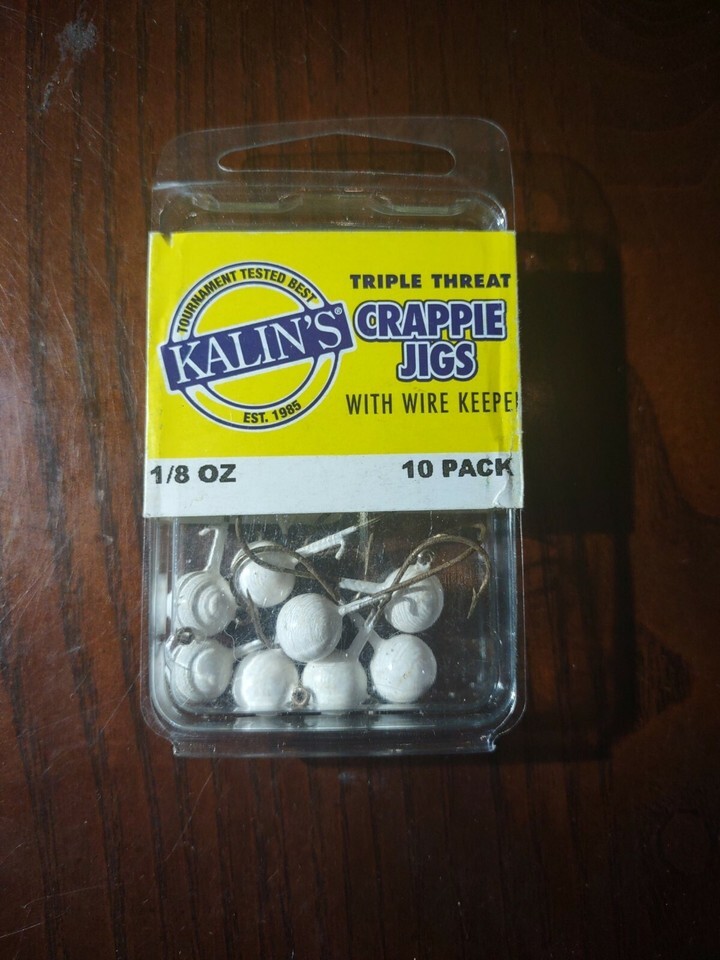 TOURNAMENT TESTED BEST
KALIN'S®
EST. 1985
TRIPLE THREAT
CRAPPIE
JIGS
WITH WIRE KEEPE
1/8 OZ
10 PACK